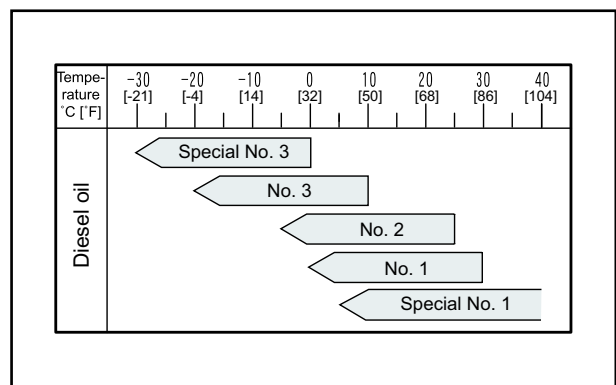 Tempe-
rature
˚C [˚F]
-30 -20 -10 0 10 20 30 40
[-21] [-4] [14] [32] [50] [68] [86] [104]
Diesel oil
Special No. 3
No. 3
No. 2
No. 1
Special No. 1